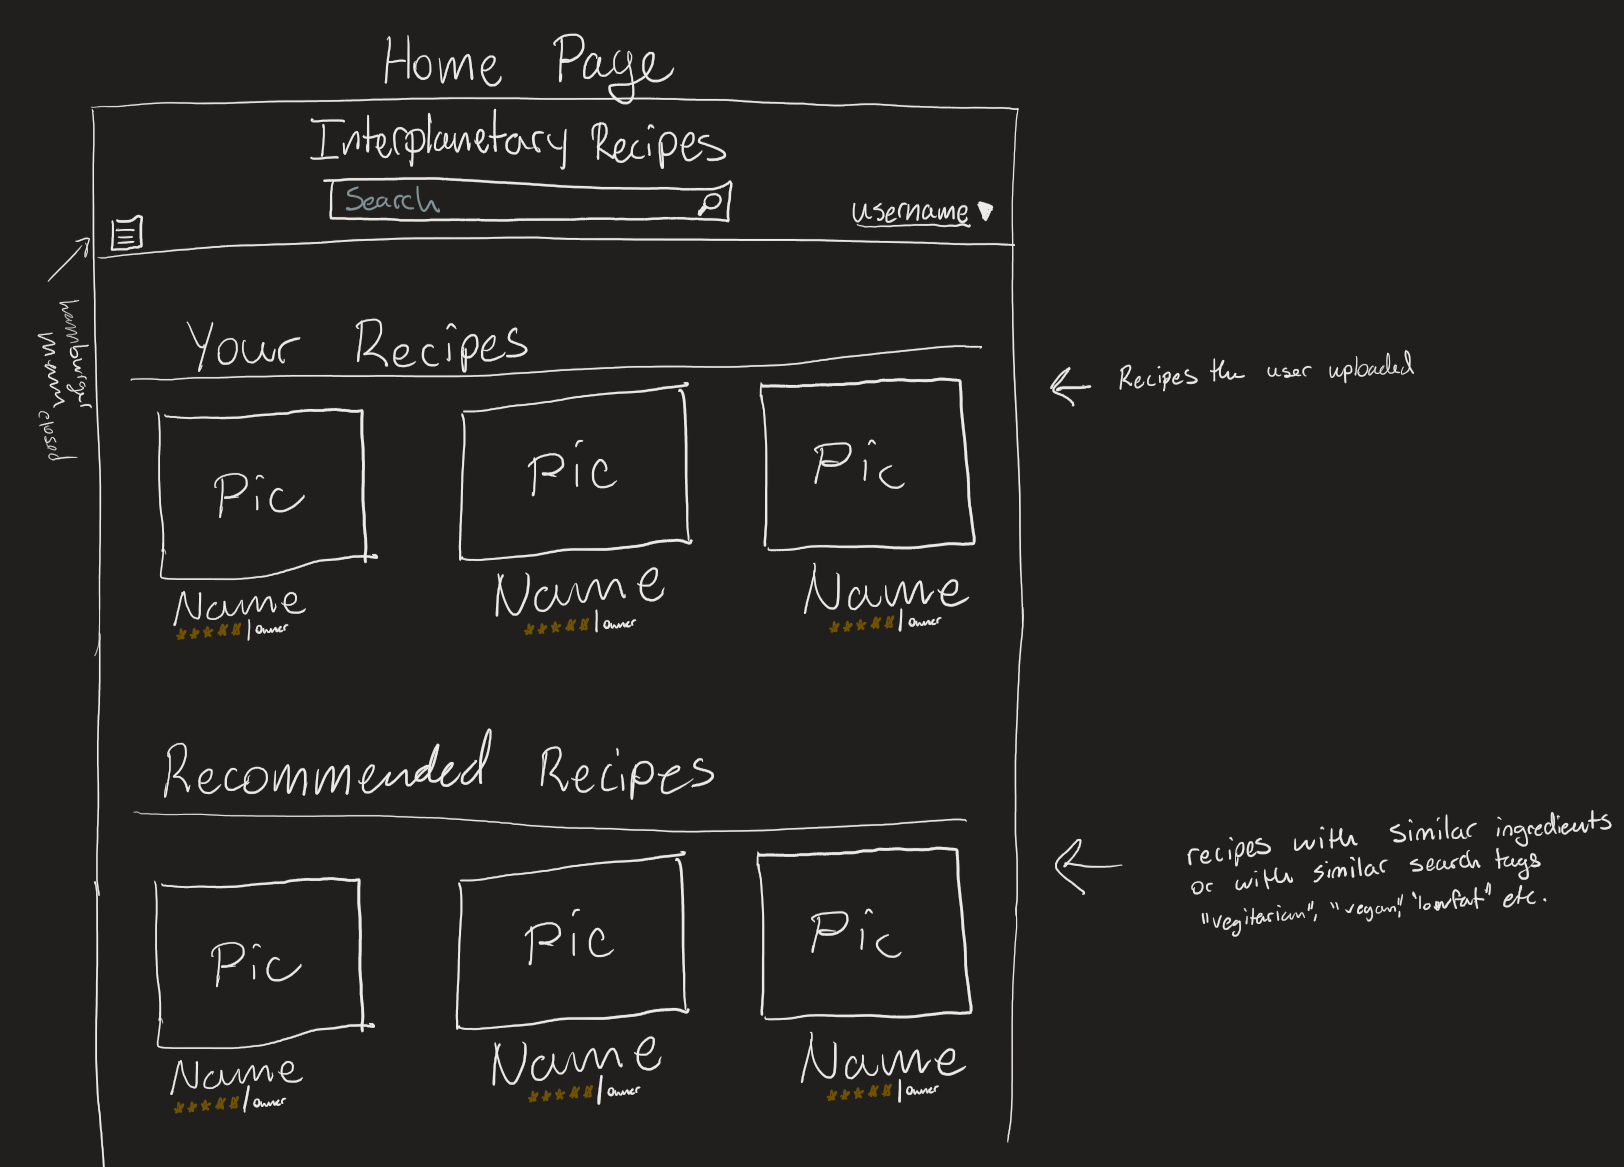 Home Page
Interplanetary Recipes
Search
username
hamburger
menu
closed
Your Recipes
Recipes the user uploaded
Pic Pic Pic
Name Name Name
| Owner | Owner | Owner
Recommended Recipes
recipes with similar ingredients
or with similar search tags
"vegitarian", "vegan", "lowfat" etc.
Pic Pic Pic
Name Name Name
| Owner | Owner | Owner